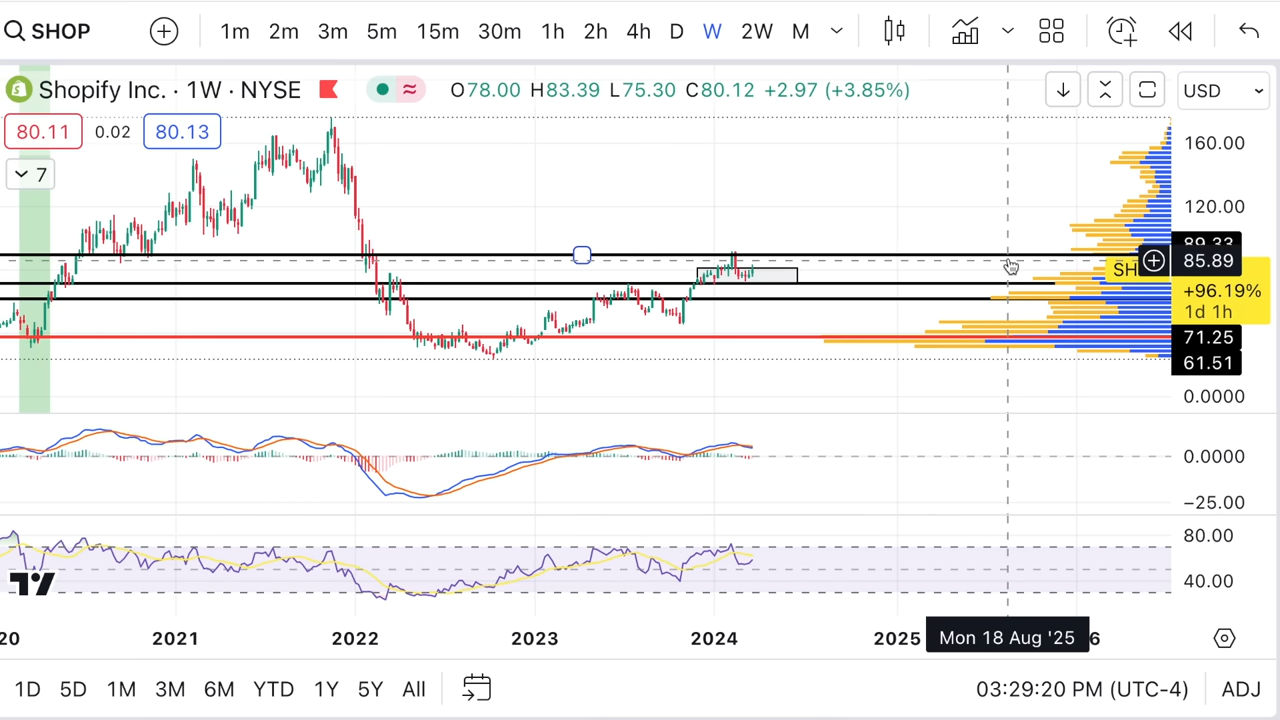 SHOP 1m 2m 3m 5m 15m 30m 1h 2h 4h D W 2W M
Shopify Inc. · 1W · NYSE O78.00 H83.39 L75.30 C80.12 +2.97 (+3.85%) USD
80.11 0.02 80.13
7
160.00
120.00
89.33
85.89
SH
+96.19%
1d 1h
71.25
61.51
0.0000
0.0000
−25.00
80.00
40.00
20 2021 2022 2023 2024 2025 Mon 18 Aug '25 6
1D 5D 1M 3M 6M YTD 1Y 5Y All 03:29:20 PM (UTC-4) ADJ